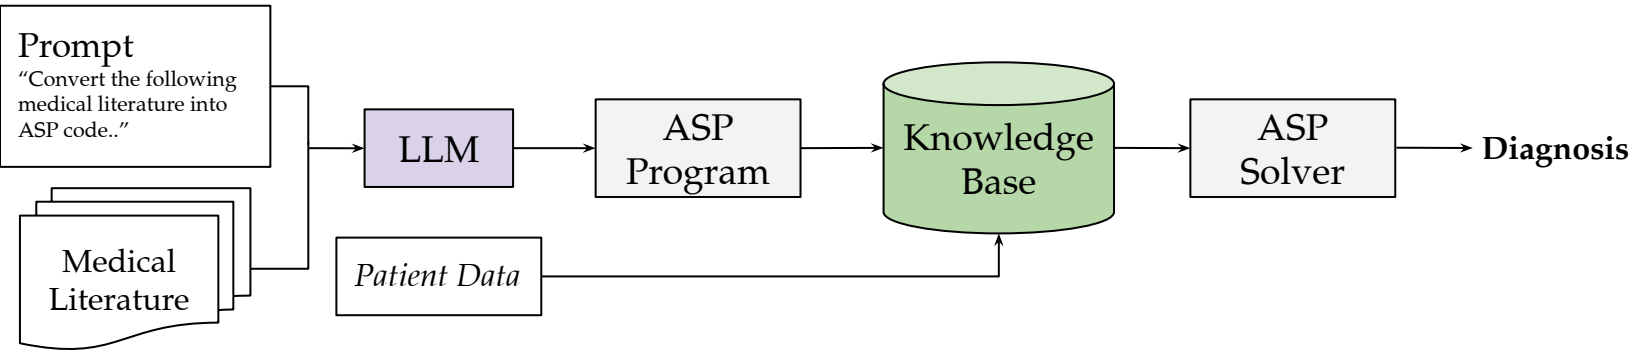 Prompt
“Convert the following
medical literature into
ASP code..”
Medical
Literature
LLM
Patient Data
ASP
Program
Knowledge
Base
ASP
Solver
Diagnosis